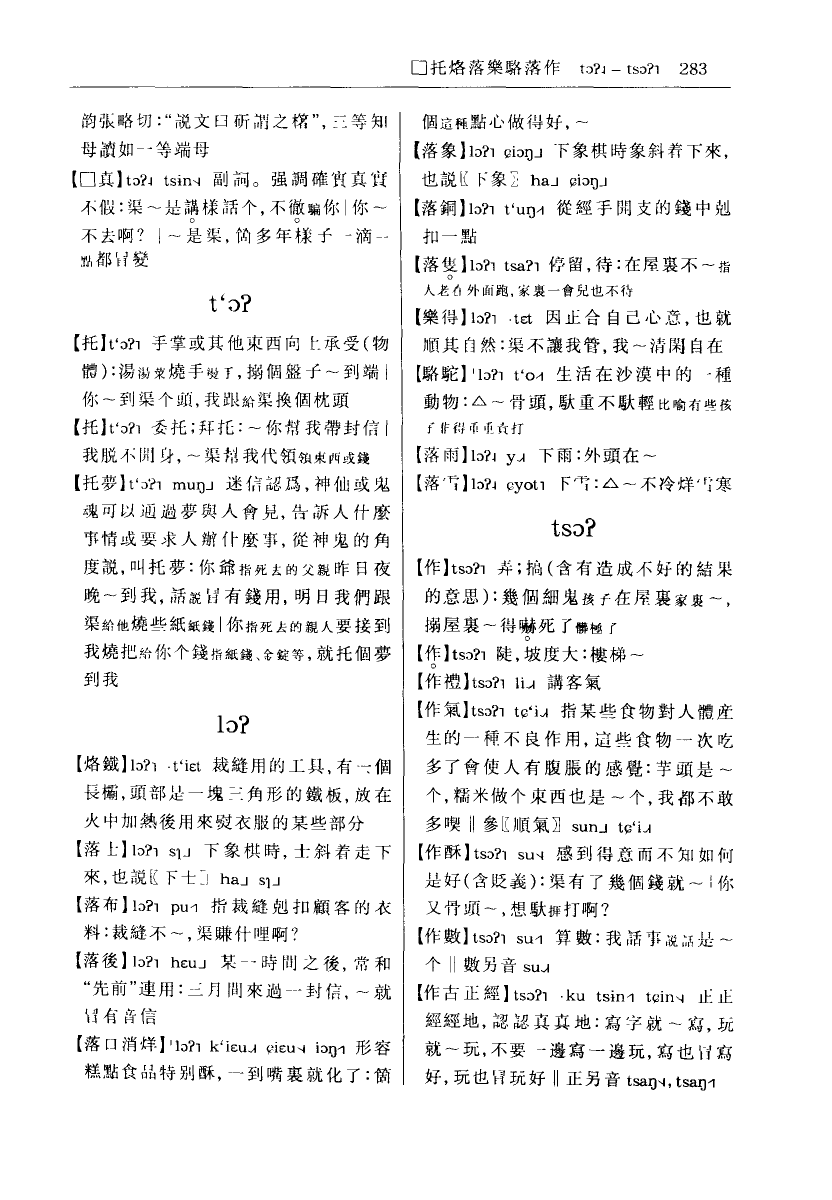 □托烙落樂駱落作 tɔʔ˨ – tsɔʔ˥ 283
韵張略切：“説文曰斫謂之櫡”，三等知
母讀如一等端母
【□真】tɔʔ˨ tsin 副詞。强調確實真實
不假：渠～是講樣話个，不徹騙你|你～
不去啊？|～是渠，箇多年樣子一滴一
點都冇變
t‘ɔʔ
【托】t‘ɔʔ˥ 手掌或其他東西向上承受（物
體）：湯湯菜燒手燙手，搦個盤子～到端|
你～到渠个頭，我跟給渠换個枕頭
【托】t‘ɔʔ˥ 委托；拜托：～你幫我帶封信|
我脱不開身，～渠幫我代領領東西或錢
【托夢】t‘ɔʔ˥ muŋ 迷信認爲，神仙或鬼
魂可以通過夢與人會見，告訴人什麽
事情或要求人辦什麽事，從神鬼的角
度説，叫托夢：你爺指死去的父親昨日夜
晚～到我，話説冇有錢用，明日我們跟
渠給他燒些紙紙錢|你指死去的親人要接到
我燒把給你个錢指紙錢、金錠等，就托個夢
到我
lɔʔ
【烙鐵】lɔʔ˥ ·t‘iɛt 裁縫用的工具，有一個
長欛，頭部是一塊三角形的鐵板，放在
火中加熱後用來熨衣服的某些部分
【落士】lɔʔ˥ sɿ 下象棋時，士斜着走下
來，也説〖下士〗ha sɿ
【落布】lɔʔ˥ pu 指裁縫剋扣顧客的衣
料：裁縫不～，渠賺什哩啊？
【落後】lɔʔ˥ hɛu 某一時間之後，常和
“先前”連用：三月間來過一封信，～就
冇有音信
【落口消烊】lɔʔ˥ k‘iɛu ɕiɛu iɔŋ 形容
糕點食品特别酥，一到嘴裏就化了：箇
個這種點心做得好，～
【落象】lɔʔ˥ ɕiɔŋ 下象棋時象斜着下來，
也説〖下象〗ha ɕiɔŋ
【落銅】lɔʔ˥ t‘uŋ 從經手開支的錢中剋
扣一點
【落隻】lɔʔ˥ tsaʔ˥ 停留，待：在屋裏不～指
人老在外面跑，家裏一會兒也不待
【樂得】lɔʔ˥ ·tɛt 因正合自己心意，也就
順其自然：渠不讓我管，我～清閑自在
【駱駝】lɔʔ˥ t‘o 生活在沙漠中的一種
動物：△～骨頭，馱重不馱輕比喻有些孩
子非得重重責打
【落雨】lɔʔ˨ y 下雨：外頭在～
【落雪】lɔʔ˨ ɕyot˥ 下雪：△～不冷烊雪寒
tsɔʔ
【作】tsɔʔ˥ 弄；搞（含有造成不好的結果
的意思）：幾個細鬼孩子在屋裏家裏～，
搦屋裏～得嚇死了髒極了
【作】tsɔʔ˥ 陡，坡度大：樓梯～
【作禮】tsɔʔ˥ li 講客氣
【作氣】tsɔʔ˥ tɕ‘i 指某些食物對人體産
生的一種不良作用，這些食物一次吃
多了會使人有腹脹的感覺：芋頭是～
个，糯米做个東西也是～个，我都不敢
多喫‖參〖順氣〗sun tɕ‘i
【作酥】tsɔʔ˥ su 感到得意而不知如何
是好（含貶義）：渠有了幾個錢就～|你
又骨頭～，想馱捱打啊？
【作數】tsɔʔ˥ su 算數：我話事説話是～
个‖數另音 su
【作古正經】tsɔʔ˥ ·ku tsin tɕin 正正
經經地，認認真真地：寫字就～寫，玩
就～玩，不要一邊寫一邊玩，寫也冇寫
好，玩也冇玩好‖正另音 tsaŋ，tsaŋ